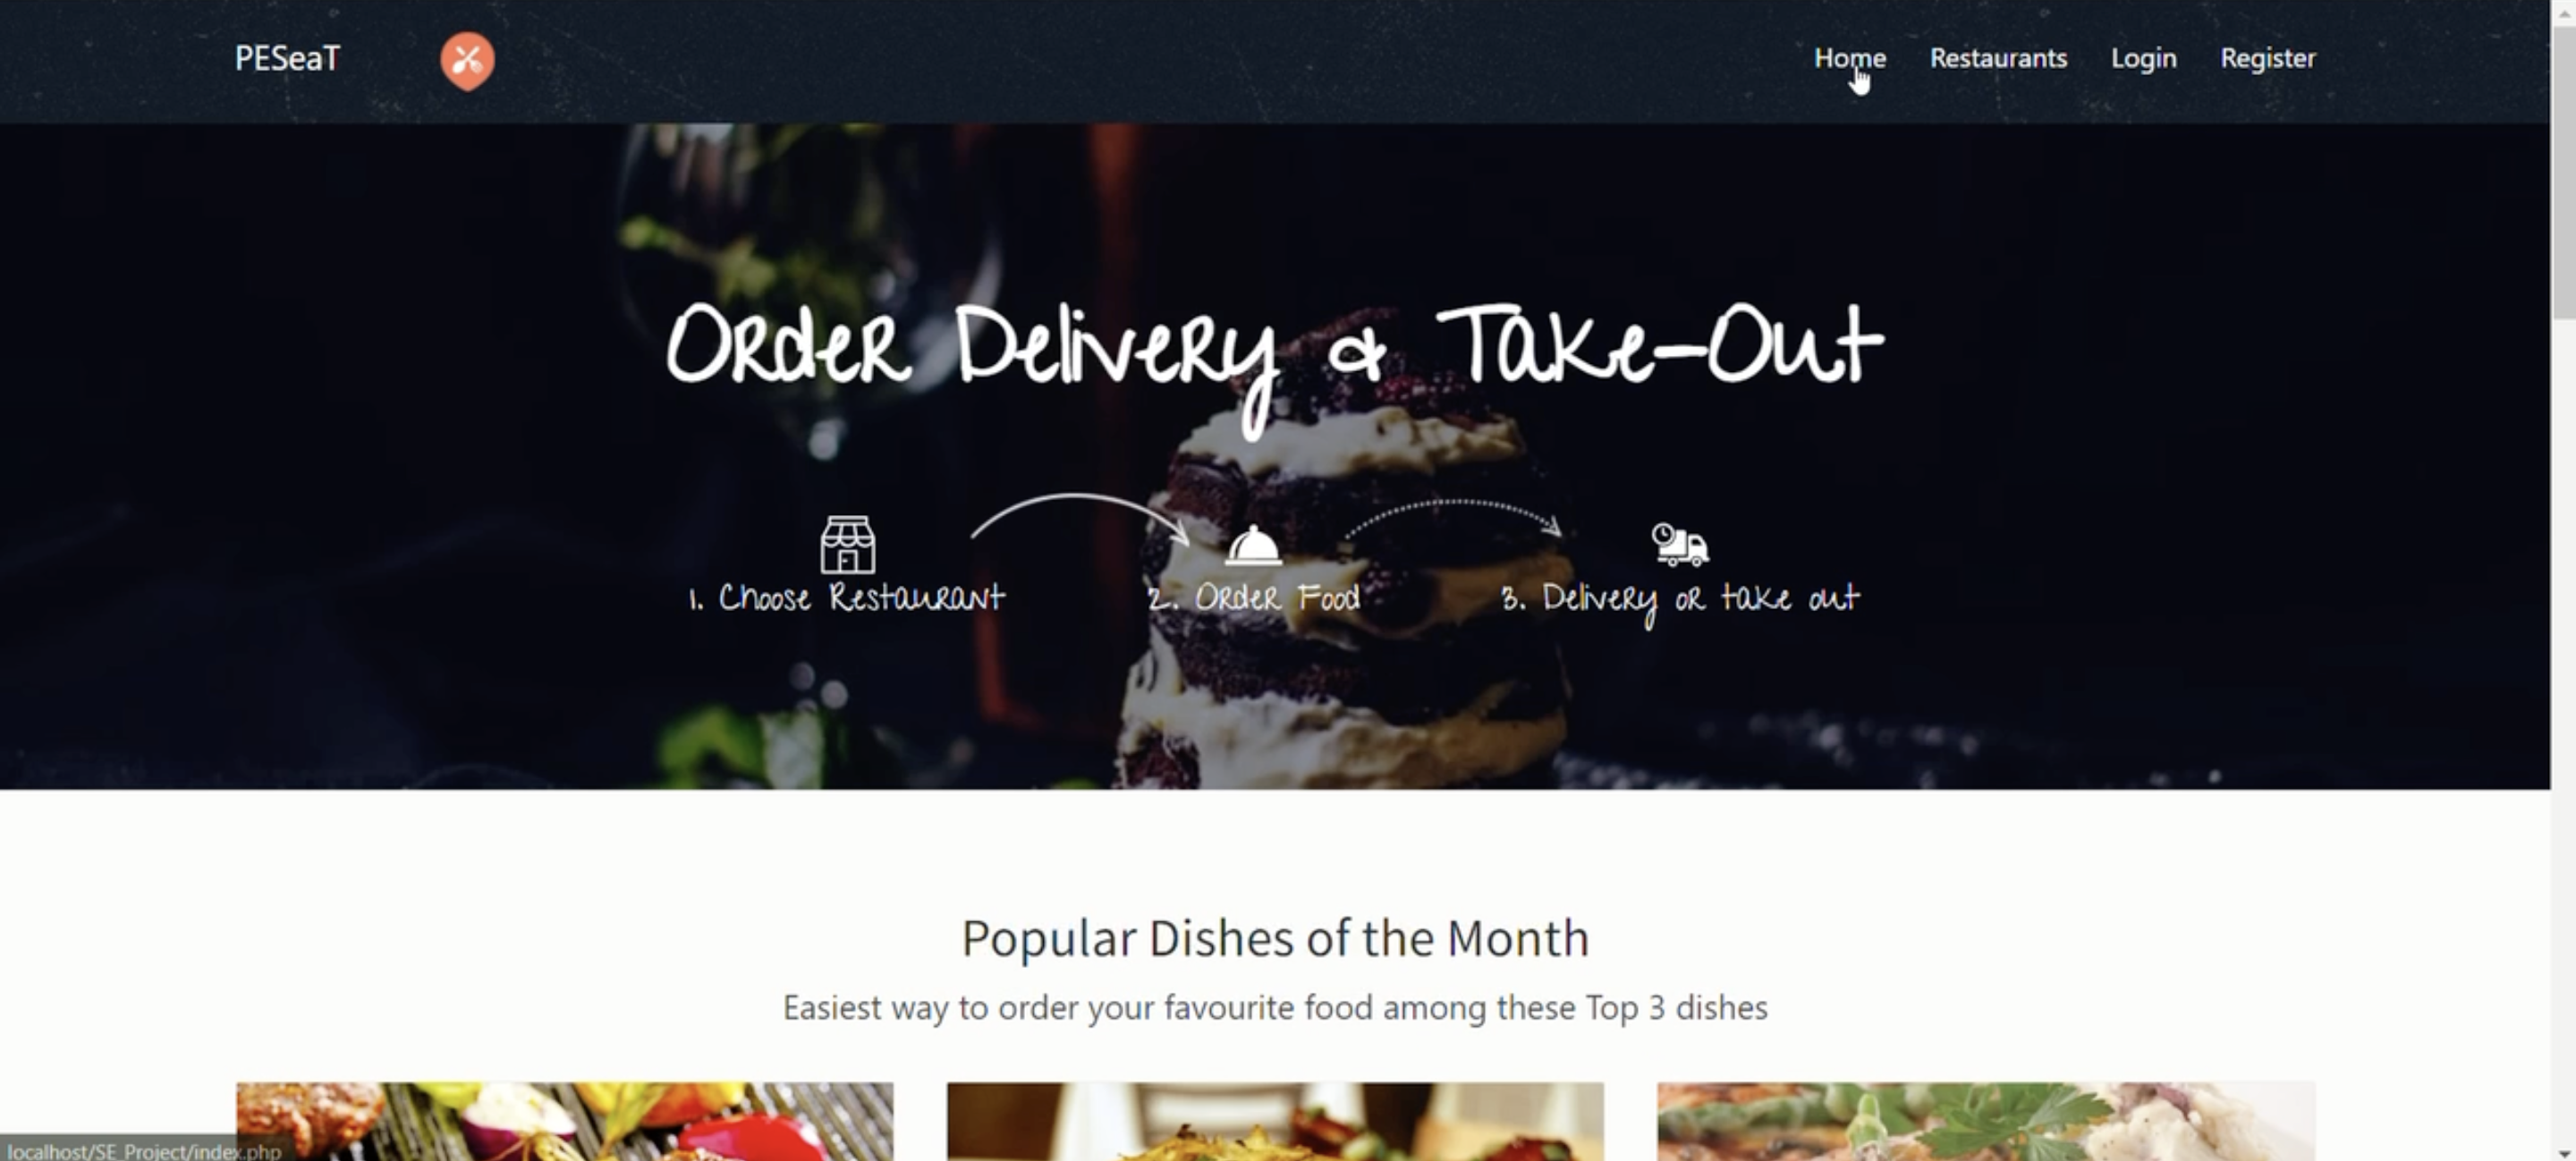 PESeaT
Home Restaurants Login Register
Order Delivery & Take-Out
1. Choose Restaurant
2. Order Food
3. Delivery or take out
Popular Dishes of the Month
Easiest way to order your favourite food among these Top 3 dishes
localhost/SE_Project/index.php